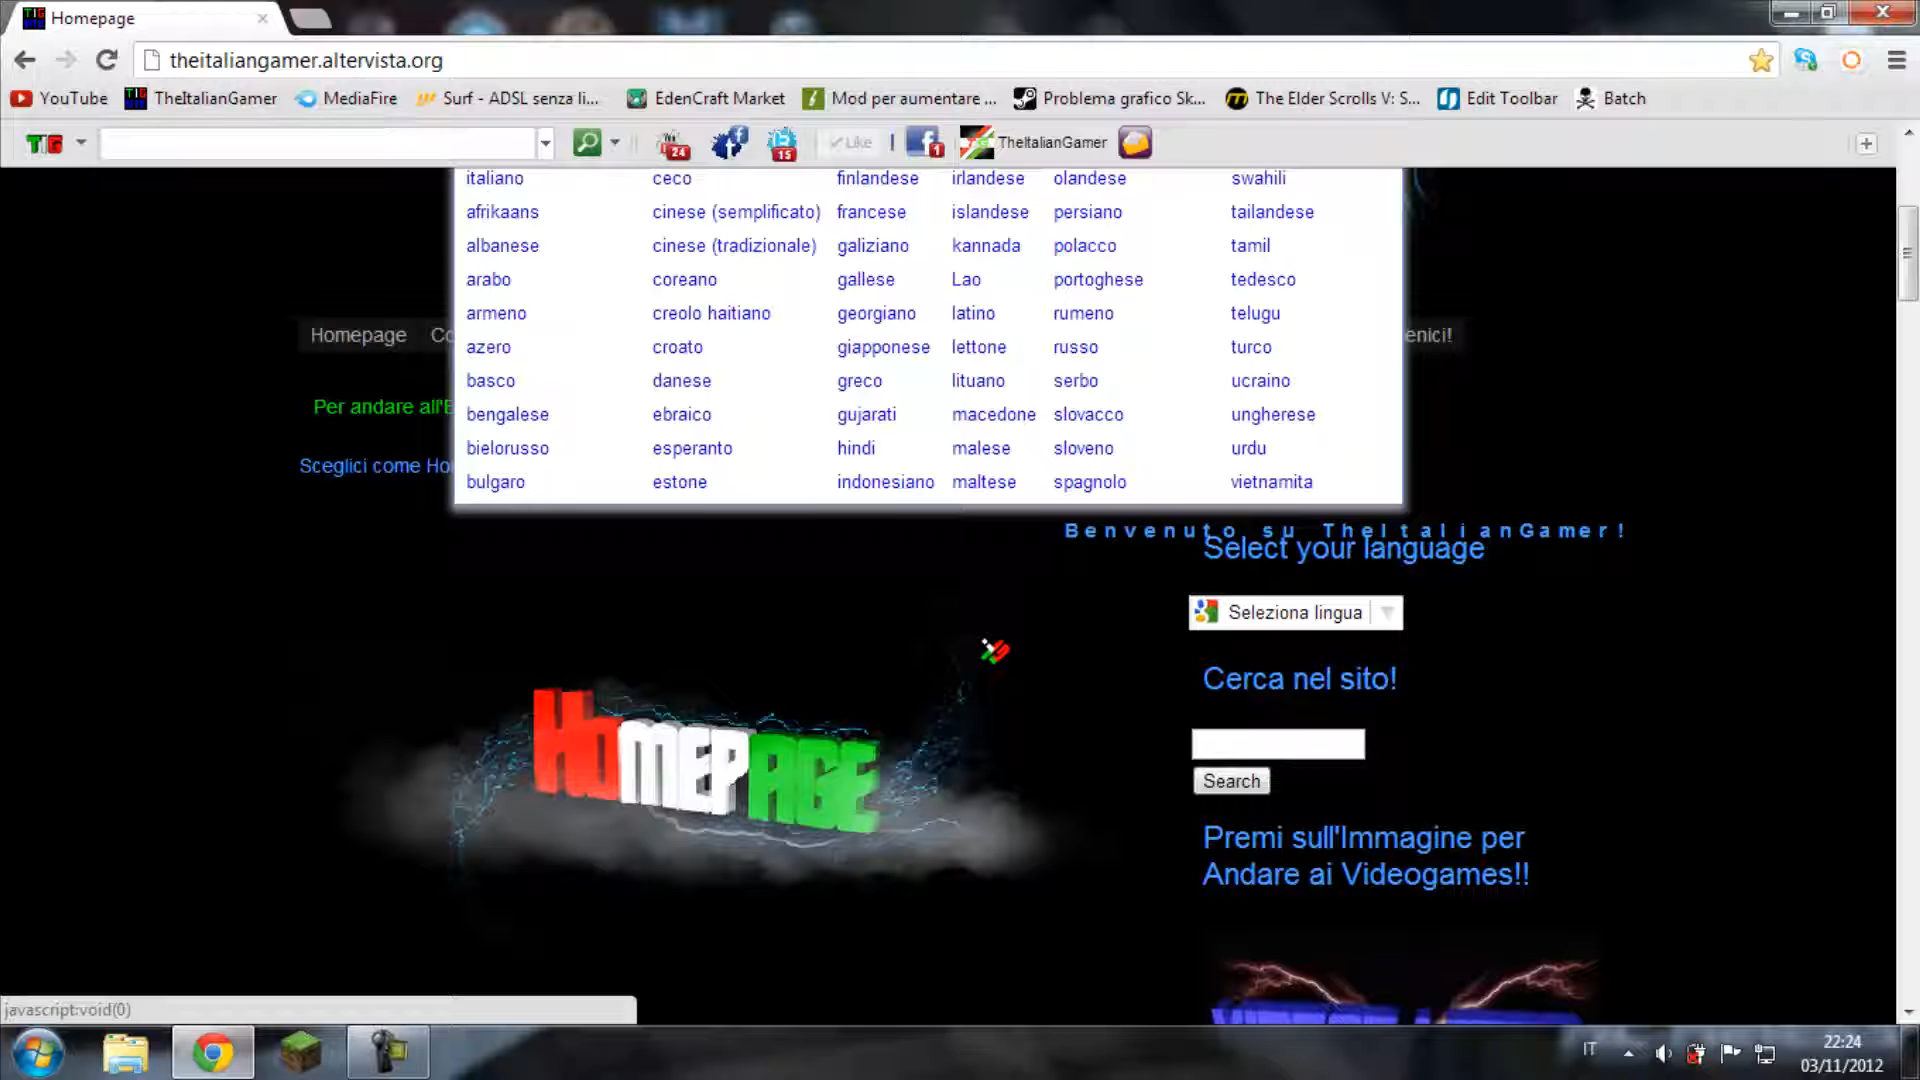 Homepage
theitaliangamer.altervista.org
YouTube TheItalianGamer MediaFire Surf - ADSL senza li... EdenCraft Market Mod per aumentare ... Problema grafico Sk... The Elder Scrolls V: S... Edit Toolbar Batch
TIG 24 15 Like 1 TheItalianGamer
italiano ceco finlandese irlandese olandese swahili
afrikaans cinese (semplificato) francese islandese persiano tailandese
albanese cinese (tradizionale) galiziano kannada polacco tamil
arabo coreano gallese Lao portoghese tedesco
armeno creolo haitiano georgiano latino rumeno telugu
azero croato giapponese lettone russo turco
basco danese greco lituano serbo ucraino
bengalese ebraico gujarati macedone slovacco ungherese
bielorusso esperanto hindi malese sloveno urdu
bulgaro estone indonesiano maltese spagnolo vietnamita
Homepage Co enici!
Per andare all'E
Sceglici come Ho
Benvenuto su TheItalianGamer!
Select your language
Seleziona lingua
Cerca nel sito!
HOMEPAGE
Search
Premi sull'Immagine per
Andare ai Videogames!!
javascript:void(0)
IT
22:24
03/11/2012